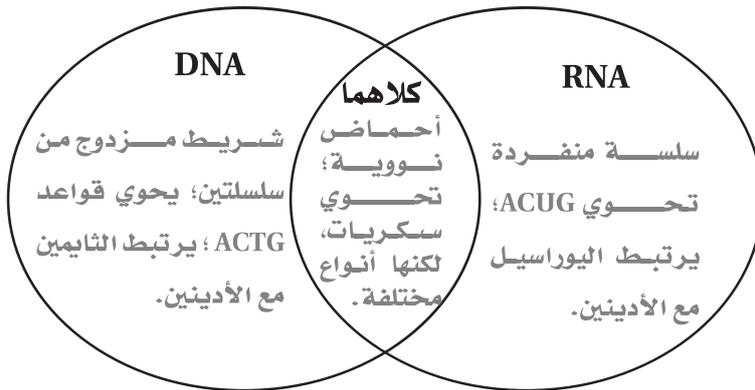 DNA
شريط مزدوج من
سلسلتين؛ يحوي قواعد
ACTG؛ يرتبط الثايمين
مع الأدينين.
كلاهما
أحماض
نووية؛
تحوي
سكريات،
لكنها أنواع
مختلفة.
RNA
سلسة منفردة
تحوي ACUG؛
يرتبط اليوراسيل
مع الأدينين.